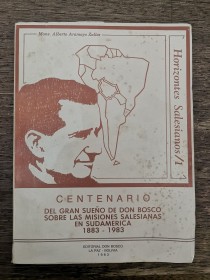 Mons. Alberto Aramayo Zalles
Horizontes Salesianos/1
CENTENARIO
DEL GRAN SUEÑO DE DON BOSCO
SOBRE LAS MISIONES SALESIANAS
EN SUDAMERICA
1883 - 1983
EDITORIAL DON BOSCO
LA PAZ - BOLIVIA
1983